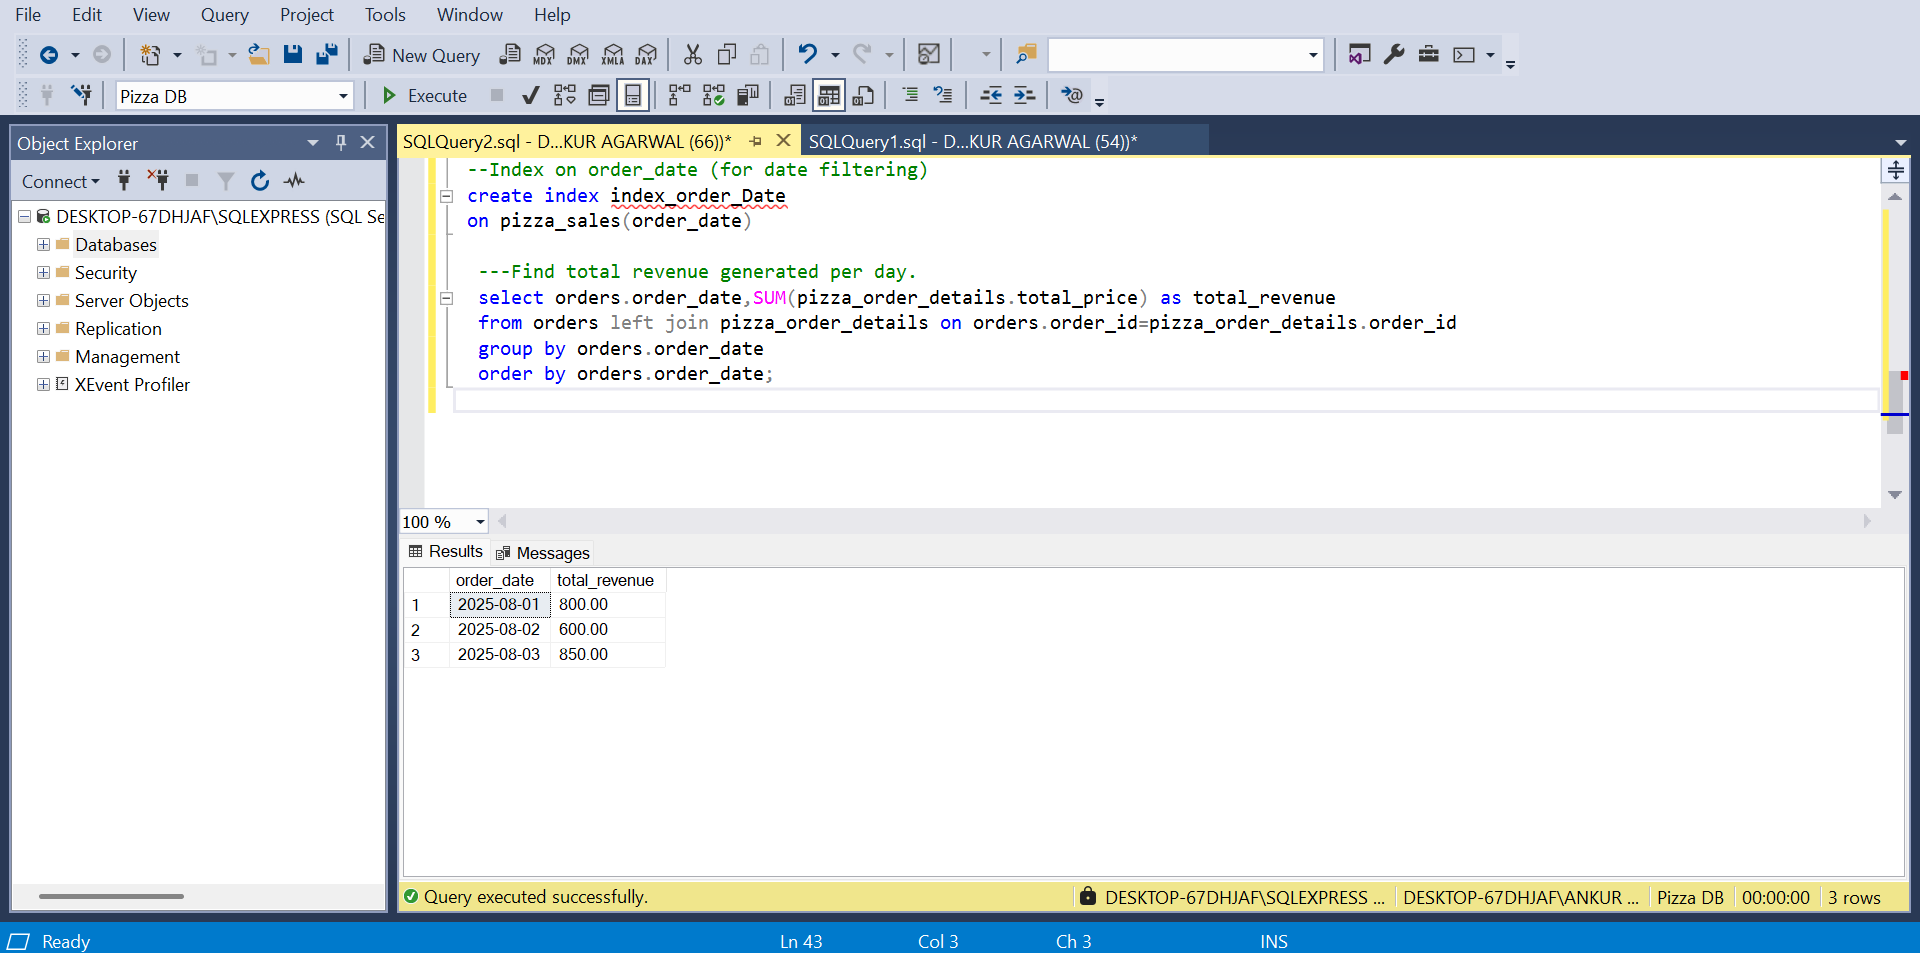 File Edit View Query Project Tools Window Help
New Query MDX DMX XMLA DAX
Pizza DB Execute
Object Explorer
Connect
DESKTOP-67DHJAF\SQLEXPRESS (SQL Se
Databases
Security
Server Objects
Replication
Management
XEvent Profiler
SQLQuery2.sql - D...KUR AGARWAL (66))* SQLQuery1.sql - D...KUR AGARWAL (54))*
--Index on order_date (for date filtering)
create index index_order_Date
on pizza_sales(order_date)
---Find total revenue generated per day.
select orders.order_date,SUM(pizza_order_details.total_price) as total_revenue
from orders left join pizza_order_details on orders.order_id=pizza_order_details.order_id
group by orders.order_date
order by orders.order_date;
100 %
Results Messages
order_date total_revenue
1 2025-08-01 800.00
2 2025-08-02 600.00
3 2025-08-03 850.00
Query executed successfully. DESKTOP-67DHJAF\SQLEXPRESS ... DESKTOP-67DHJAF\ANKUR ... Pizza DB 00:00:00 3 rows
Ready Ln 43 Col 3 Ch 3 INS